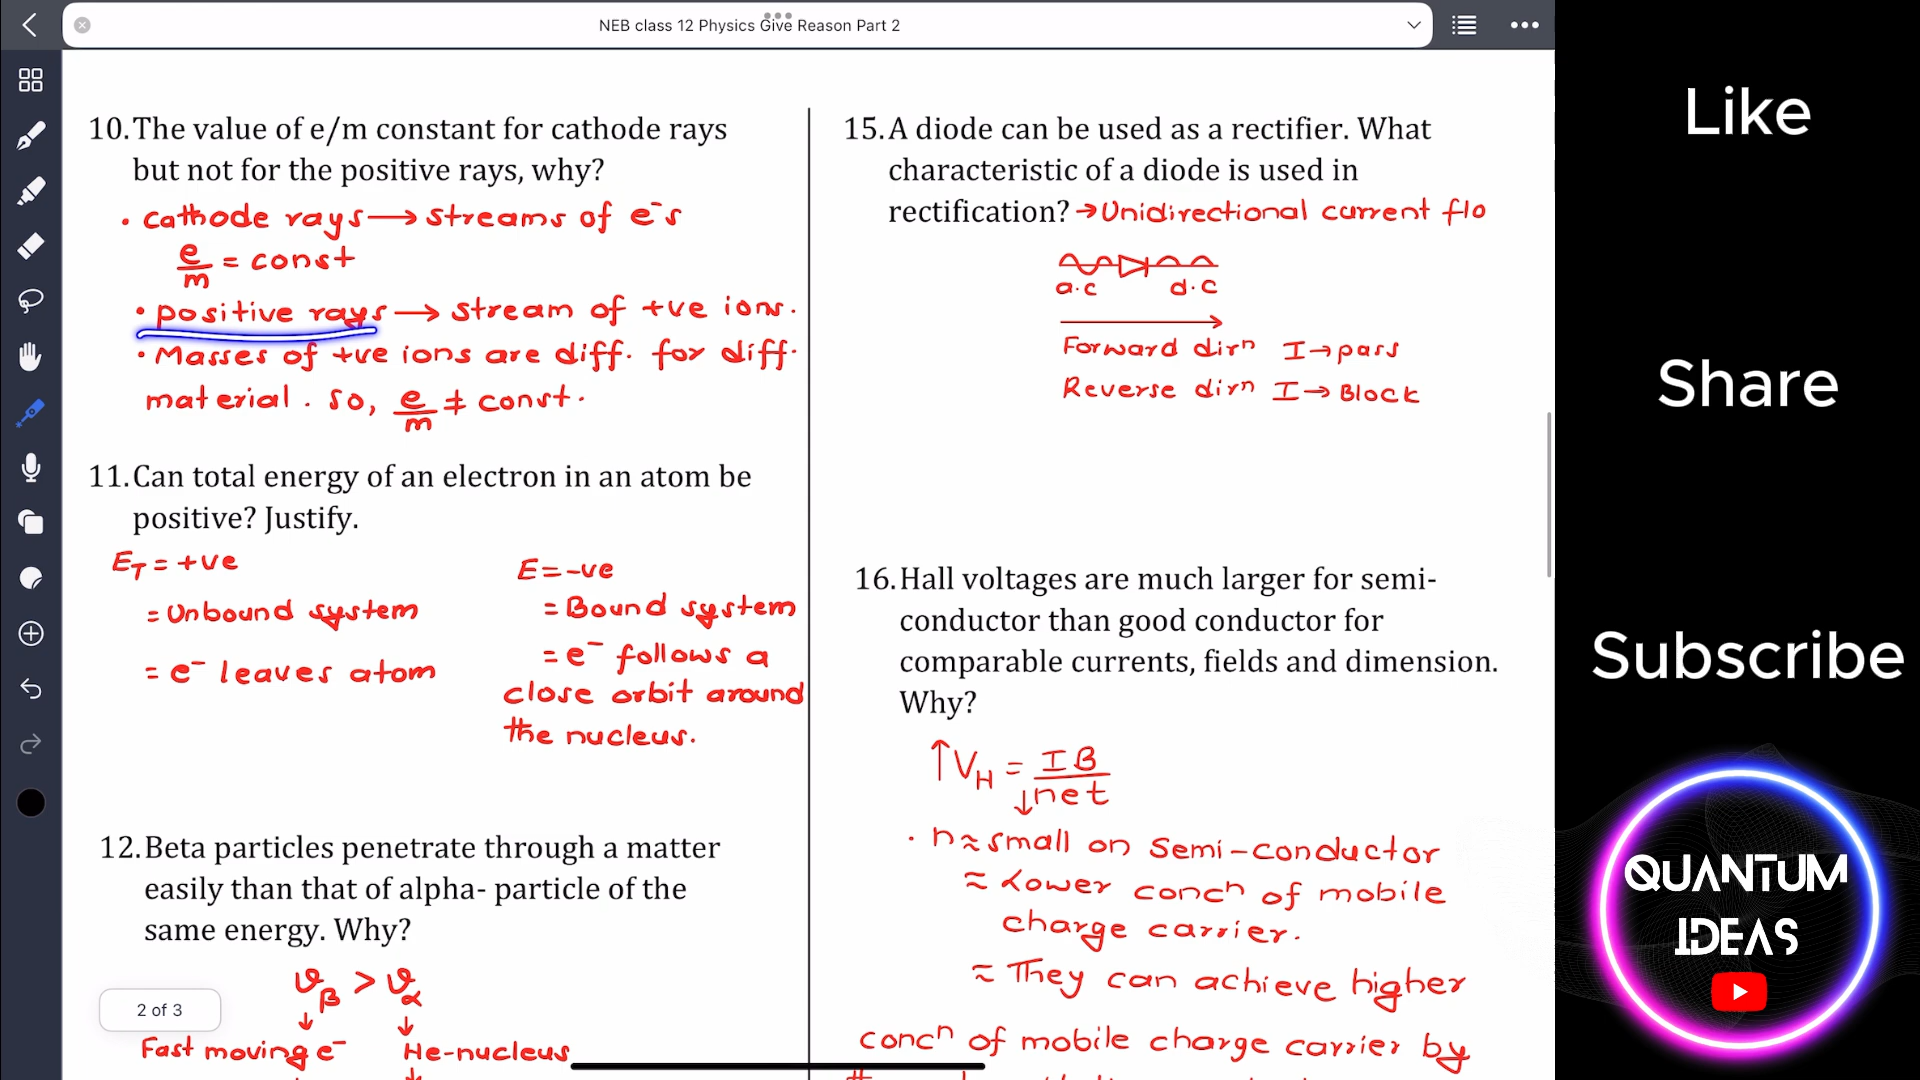 NEB class 12 Physics Give Reason Part 2
10. The value of e/m constant for cathode rays
but not for the positive rays, why?
• cathode rays → streams of e⁻s
e/m = const
• positive rays → stream of +ve ions.
• Masses of +ve ions are diff. for diff.
material. so, e/m ≠ const.
11. Can total energy of an electron in an atom be
positive? Justify.
E_T = +ve
= Unbound system
= e⁻ leaves atom
E = -ve
= Bound system
= e⁻ follows a
close orbit around
the nucleus.
12. Beta particles penetrate through a matter
easily than that of alpha- particle of the
same energy. Why?
v_β > v_α
↓ ↓
Fast moving e⁻ He-nucleus
2 of 3
15. A diode can be used as a rectifier. What
characteristic of a diode is used in
rectification? → Unidirectional current flo
a.c d.c
Forward dirⁿ I → pass
Reverse dirⁿ I → Block
16. Hall voltages are much larger for semi-
conductor than good conductor for
comparable currents, fields and dimension.
Why?
↑V_H = IB/↓net
• n ≈ small on semi-conductor
≈ Lower concⁿ of mobile
charge carrier.
≈ They can achieve higher
concⁿ of mobile charge carrier by
Like
Share
Subscribe
QUANTUM
IDEAS